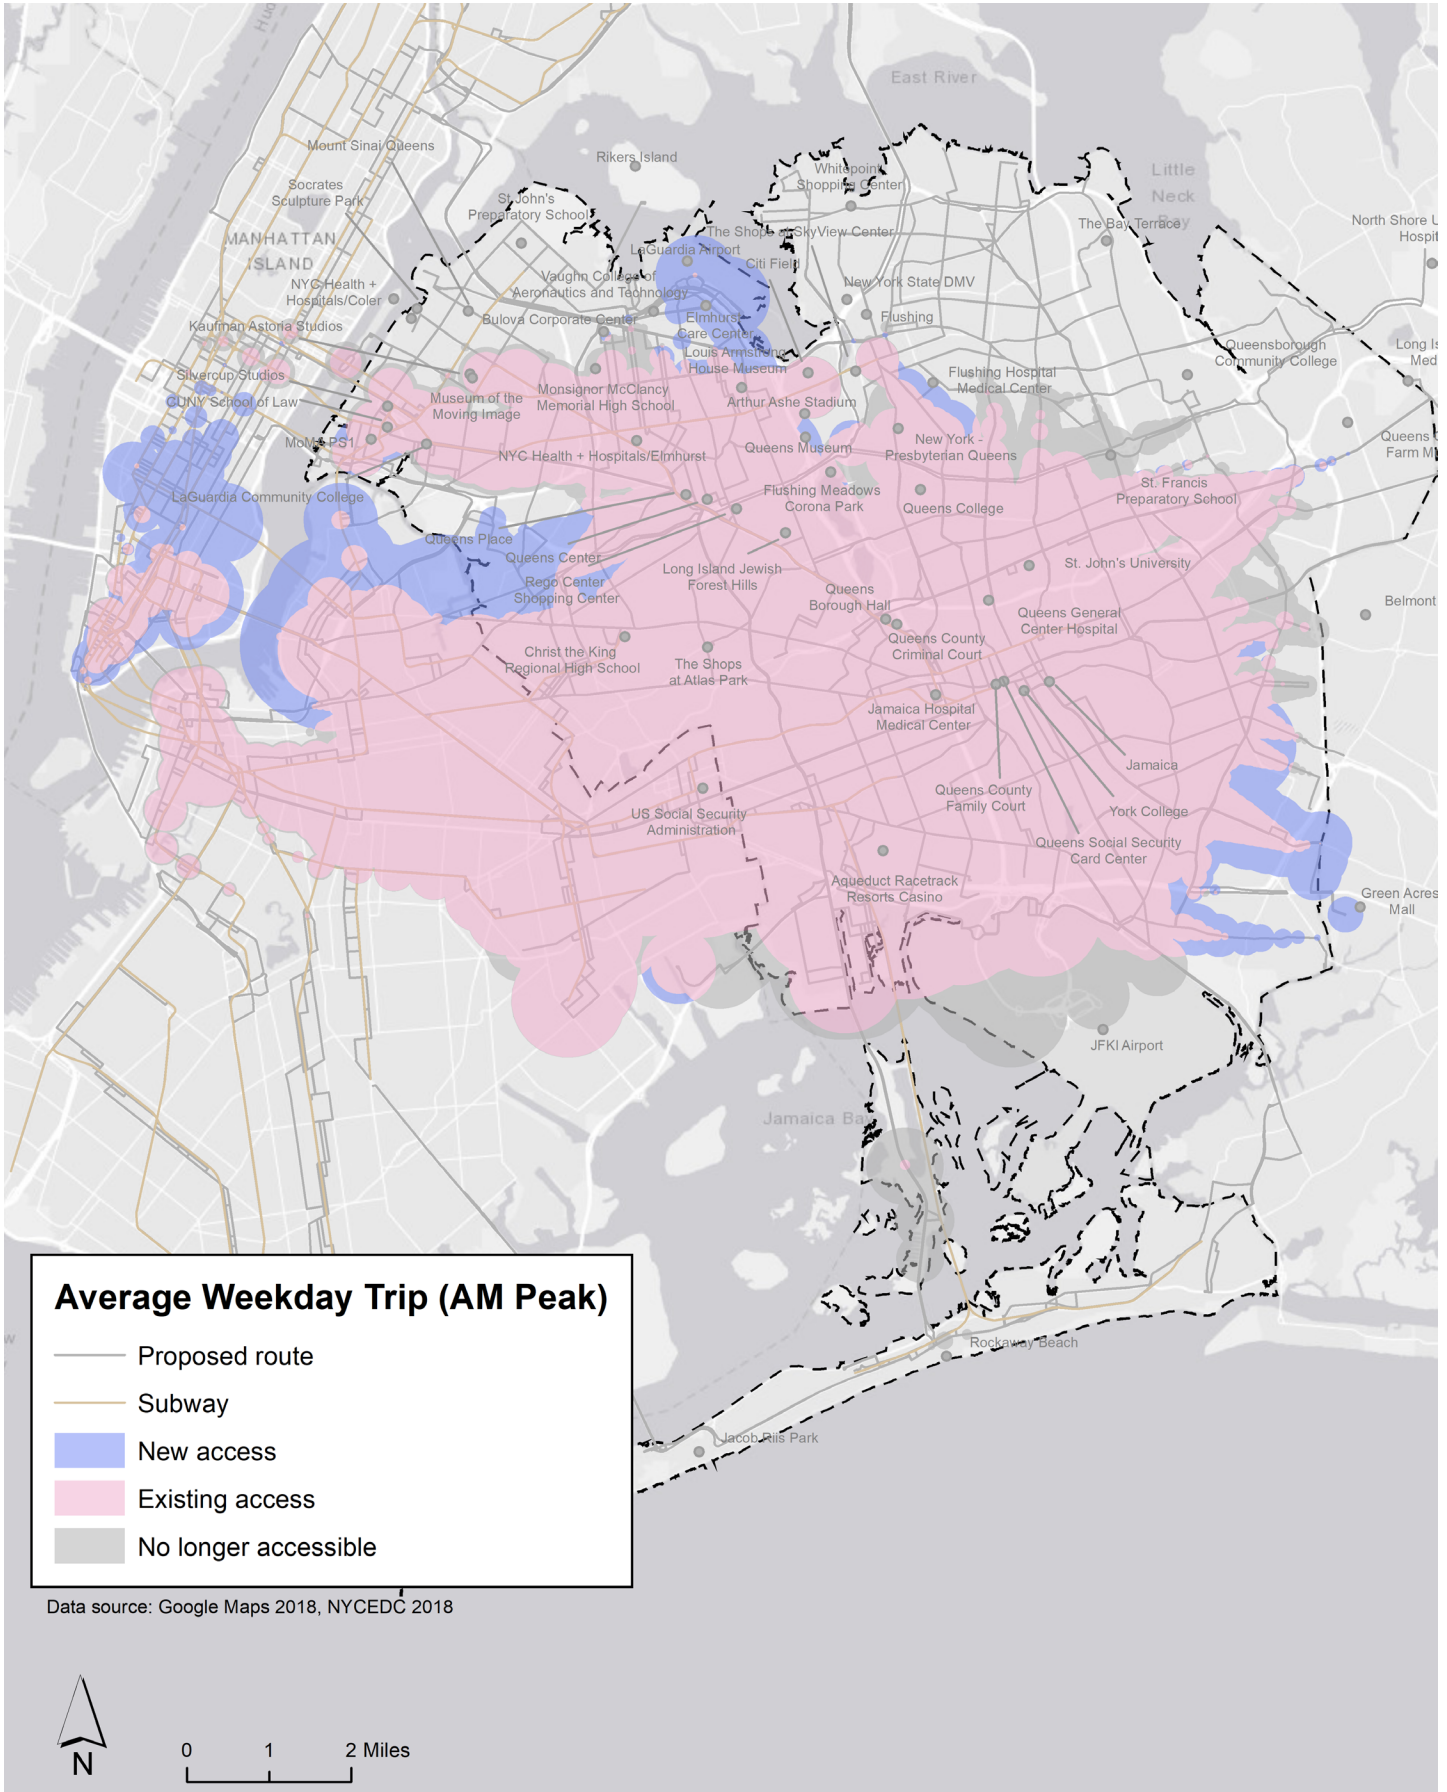 East River
Mount Sinai Queens
Rikers Island
Whitepoint
Shopping Center
Little
Neck
Bay
Socrates
Sculpture Park
St. John's
Preparatory School
MANHATTAN
ISLAND
The Shops at SkyView Center
The Bay Terrace
North Shore U
Hospit
LaGuardia Airport
Citi Field
NYC Health +
Hospitals/Coler
Vaughn College of
Aeronautics and Technology
New York State DMV
Kaufman Astoria Studios
Bulova Corporate Center
Elmhurst
Care Center
Flushing
Queensborough
Community College
Long Is
Med
Louis Armstrong
House Museum
Silvercup Studios
Flushing Hospital
Medical Center
CUNY School of Law
Museum of the
Moving Image
Monsignor McClancy
Memorial High School
Arthur Ashe Stadium
MoMA PS1
NYC Health + Hospitals/Elmhurst
Queens Museum
New York -
Presbyterian Queens
Queens
Farm M
LaGuardia Community College
Flushing Meadows
Corona Park
Queens College
St. Francis
Preparatory School
Queens Place
Queens Center
Rego Center
Shopping Center
Long Island Jewish
Forest Hills
St. John's University
Queens
Borough Hall
Belmont
Queens General
Center Hospital
Queens County
Criminal Court
Christ the King
Regional High School
The Shops
at Atlas Park
Jamaica Hospital
Medical Center
Jamaica
Queens County
Family Court
York College
US Social Security
Administration
Queens Social Security
Card Center
Aqueduct Racetrack
Resorts Casino
Green Acres
Mall
JFKI Airport
Jamaica Bay
Rockaway Beach
Jacob Riis Park
Average Weekday Trip (AM Peak)
Proposed route
Subway
New access
Existing access
No longer accessible
Data source: Google Maps 2018, NYCEDC 2018
N
0 1 2 Miles